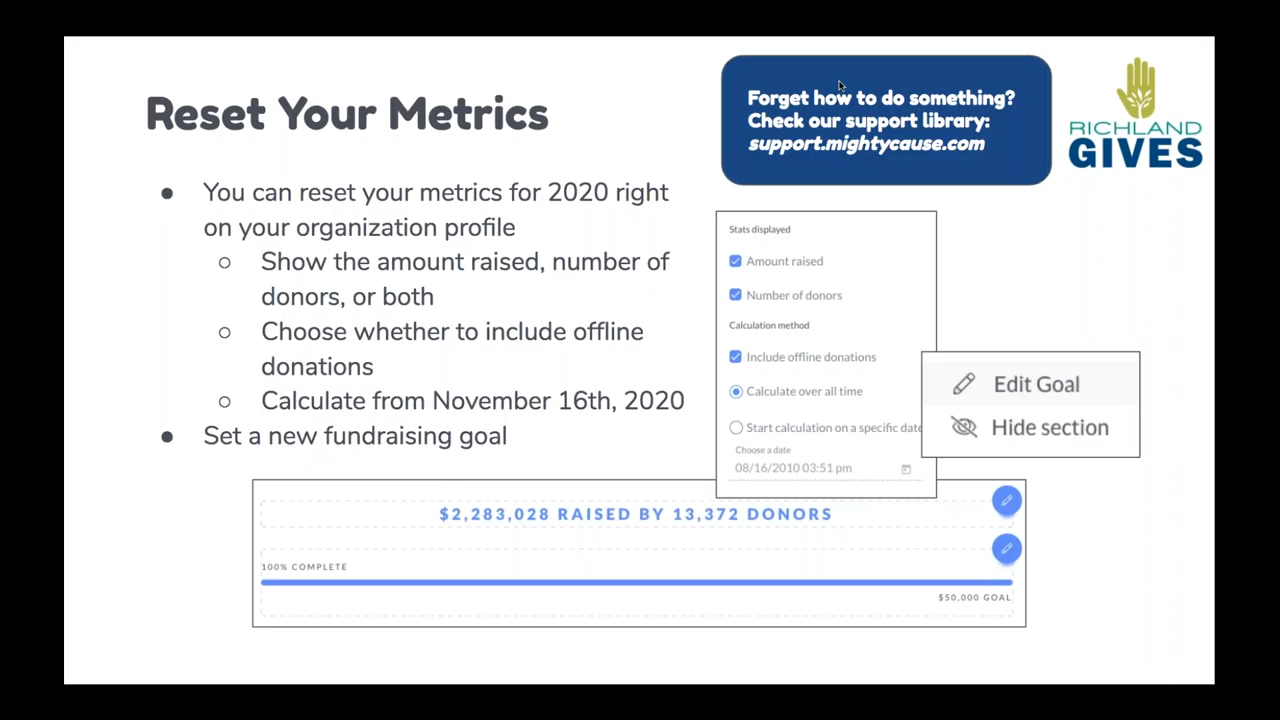 Reset Your Metrics
Forget how to do something?
Check our support library:
support.mightycause.com
RICHLAND
GIVES
● You can reset your metrics for 2020 right
on your organization profile
○ Show the amount raised, number of
donors, or both
○ Choose whether to include offline
donations
○ Calculate from November 16th, 2020
● Set a new fundraising goal
Stats displayed
Amount raised
Number of donors
Calculation method
Include offline donations
Calculate over all time
Start calculation on a specific date
Choose a date
08/16/2010 03:51 pm
Edit Goal
Hide section
$2,283,028 RAISED BY 13,372 DONORS
100% COMPLETE
$50,000 GOAL